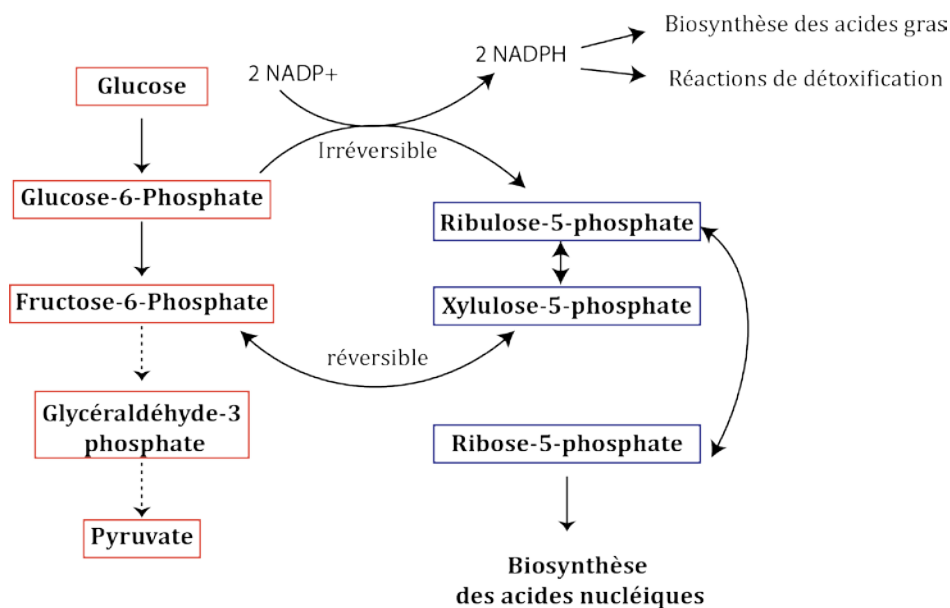 Biosynthèse des acides gras
2 NADP+
2 NADPH
Réactions de détoxification
Glucose
Irréversible
Glucose-6-Phosphate
Ribulose-5-phosphate
Fructose-6-Phosphate
Xylulose-5-phosphate
réversible
Glycéraldéhyde-3
phosphate
Ribose-5-phosphate
Pyruvate
Biosynthèse
des acides nucléiques